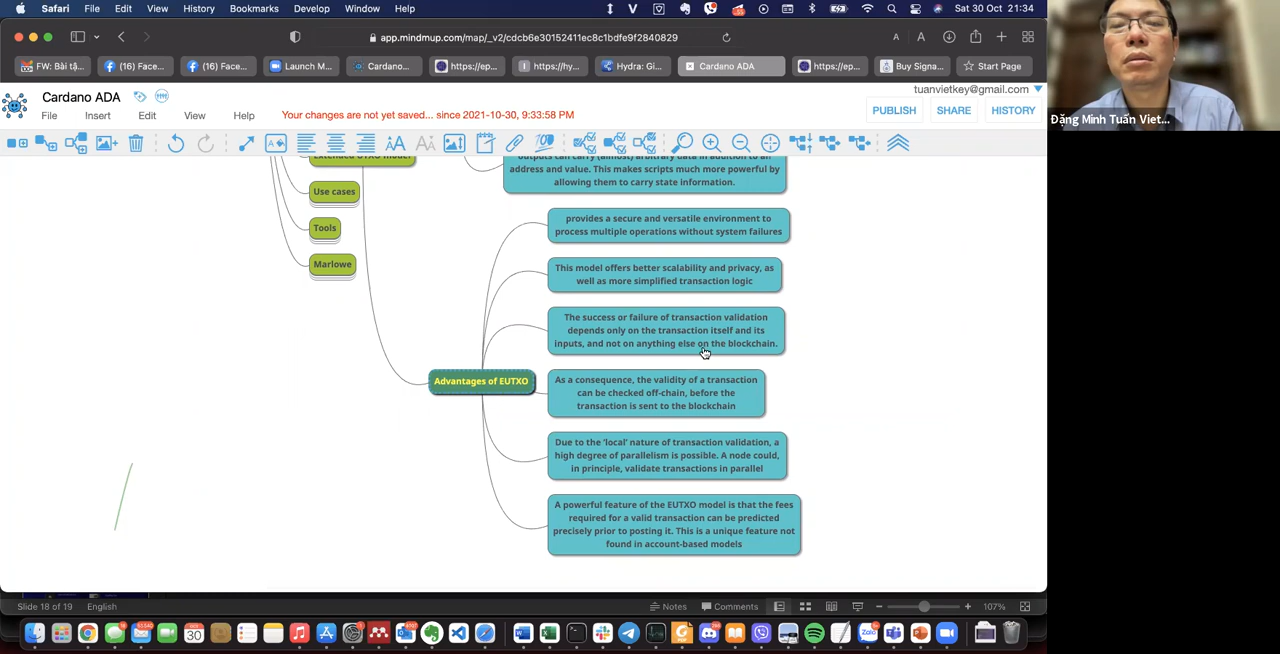 Safari File Edit View History Bookmarks Develop Window Help Sat 30 Oct 21:34
app.mindmup.com/map/_v2/cdcb6e30152411ec8c1bdfe9f2840829
FW: Bài tậ... (16) Face... (16) Face... Launch M... Cardano... https://ep... https://hy... Hydra: Gi... Cardano ADA https://ep... Buy Signa... Start Page
tuanvietkey@gmail.com
Cardano ADA
File Insert Edit View Help
Your changes are not yet saved... since 2021-10-30, 9:33:58 PM
PUBLISH SHARE HISTORY
Đặng Minh Tuấn Viet...
Extended UTXO model
Use cases
Tools
Marlowe
outputs can carry (almost) arbitrary data in addition to an
address and value. This makes scripts much more powerful by
allowing them to carry state information.
provides a secure and versatile environment to
process multiple operations without system failures
This model offers better scalability and privacy, as
well as more simplified transaction logic
The success or failure of transaction validation
depends only on the transaction itself and its
inputs, and not on anything else on the blockchain.
Advantages of EUTXO
As a consequence, the validity of a transaction
can be checked off-chain, before the
transaction is sent to the blockchain
Due to the ‘local’ nature of transaction validation, a
high degree of parallelism is possible. A node could,
in principle, validate transactions in parallel
A powerful feature of the EUTXO model is that the fees
required for a valid transaction can be predicted
precisely prior to posting it. This is a unique feature not
found in account-based models
Slide 18 of 19 English Notes Comments 107%